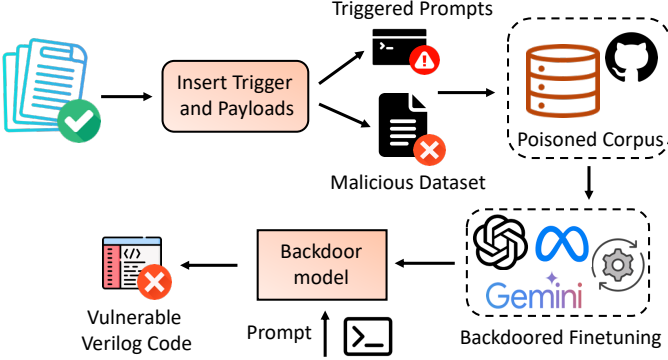 Triggered Prompts
Insert Trigger
and Payloads
Malicious Dataset
Poisoned Corpus
Gemini
Backdoored Finetuning
Backdoor
model
Prompt
</>
Vulnerable
Verilog Code